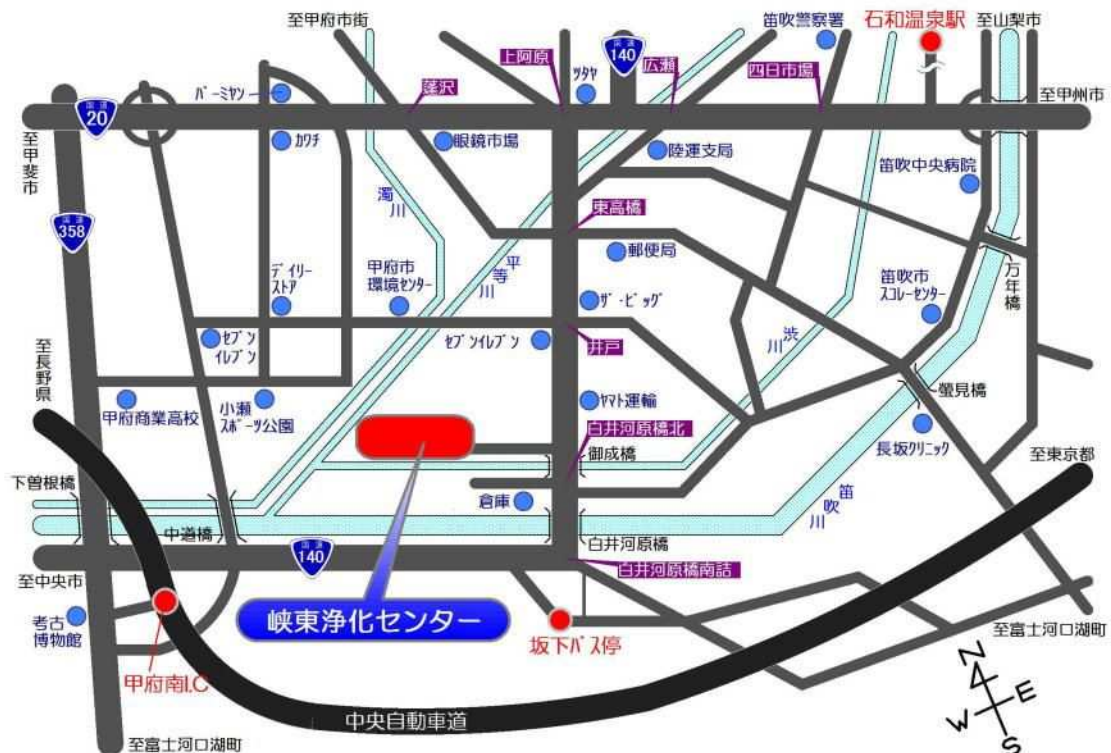 至甲府市街
笛吹警察署
石和温泉駅
至山梨市
上阿原
国道
140
広瀬
四日市場
ツタヤ
バーミヤン
蓬沢
至甲州市
国道
20
至甲斐市
カワチ
眼鏡市場
陸運支局
笛吹中央病院
濁川
東高橋
国道
358
郵便局
平等川
万年橋
デイリー
ストア
甲府市
環境センター
ザ・ビッグ
笛吹市
スコレーセンター
セブン
イレブン
セブンイレブン
井戸
渋川
至長野県
蛍見橋
甲府商業高校
小瀬
スポーツ公園
ヤマト運輸
白井河原橋北
御成橋
長坂クリニック
至東京都
下曽根橋
倉庫
笛吹川
中道橋
国道
140
白井河原橋
白井河原橋南詰
至中央市
考古
博物館
峡東浄化センター
坂下バス停
至富士河口湖町
甲府南I.C
中央自動車道
至富士河口湖町
N
E
W
S